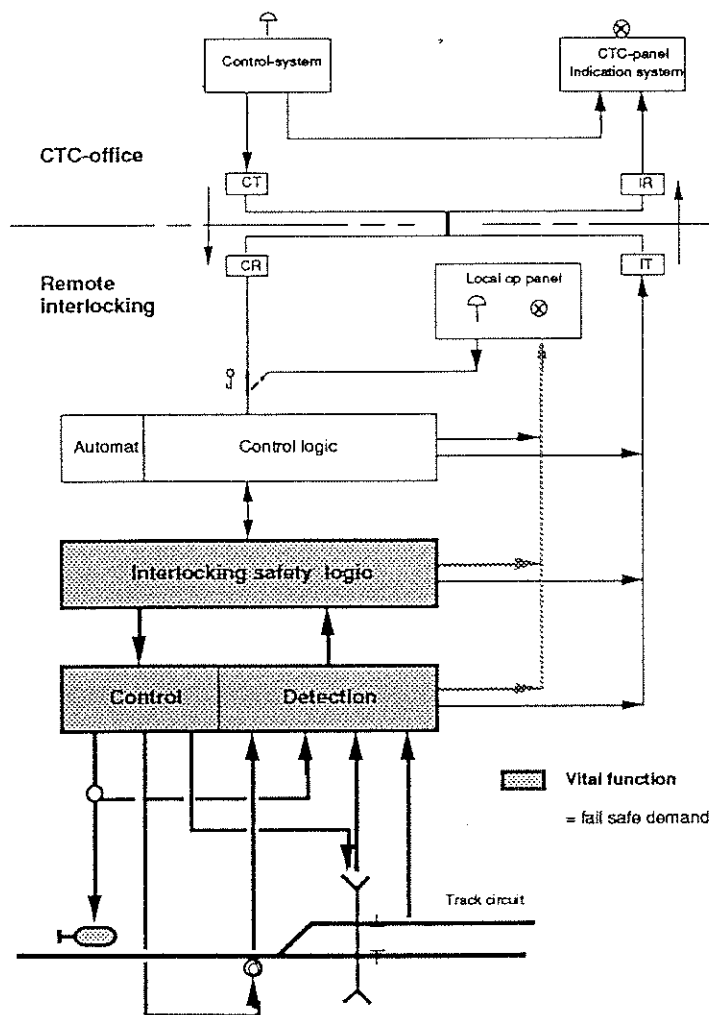 Control-system
CTC-panel
Indication system
CTC-office
CT
IR
CR
IT
Remote
interlocking
Local op panel
Automat
Control logic
Interlocking safety logic
Control
Detection
Vital function
= fail safe demand
Track circuit